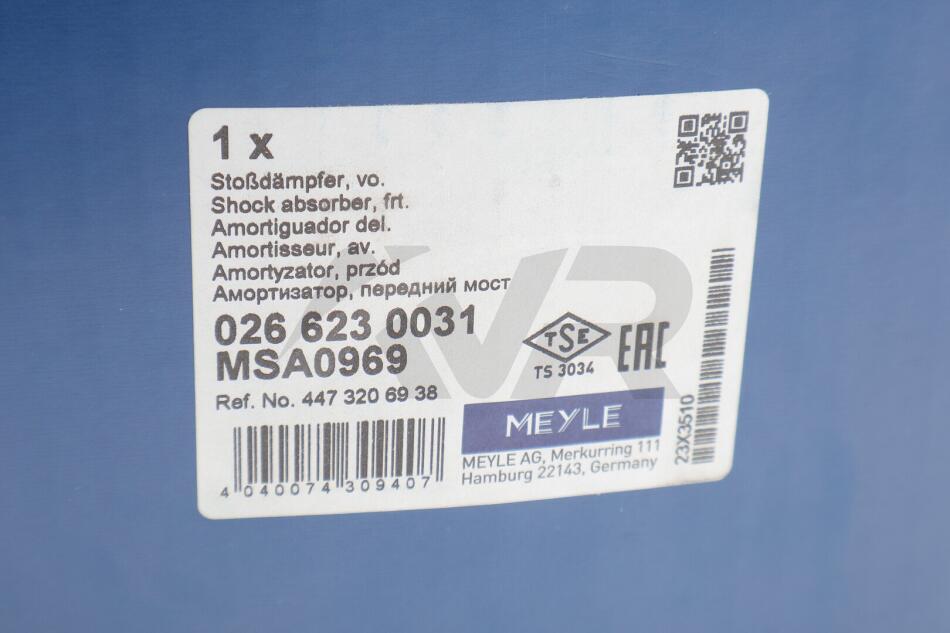 1 x
Stoßdämpfer, vo.
Shock absorber, frt.
Amortiguador del.
Amortisseur, av.
Amortyzator, przód
Амортизатор, передний мост
026 623 0031
MSA0969
Ref. No. 447 320 69 38
4 040074 309407
TSE
TS 3034
EAC
MEYLE
MEYLE AG, Merkurring 111
Hamburg 22143, Germany
23X3510
VR